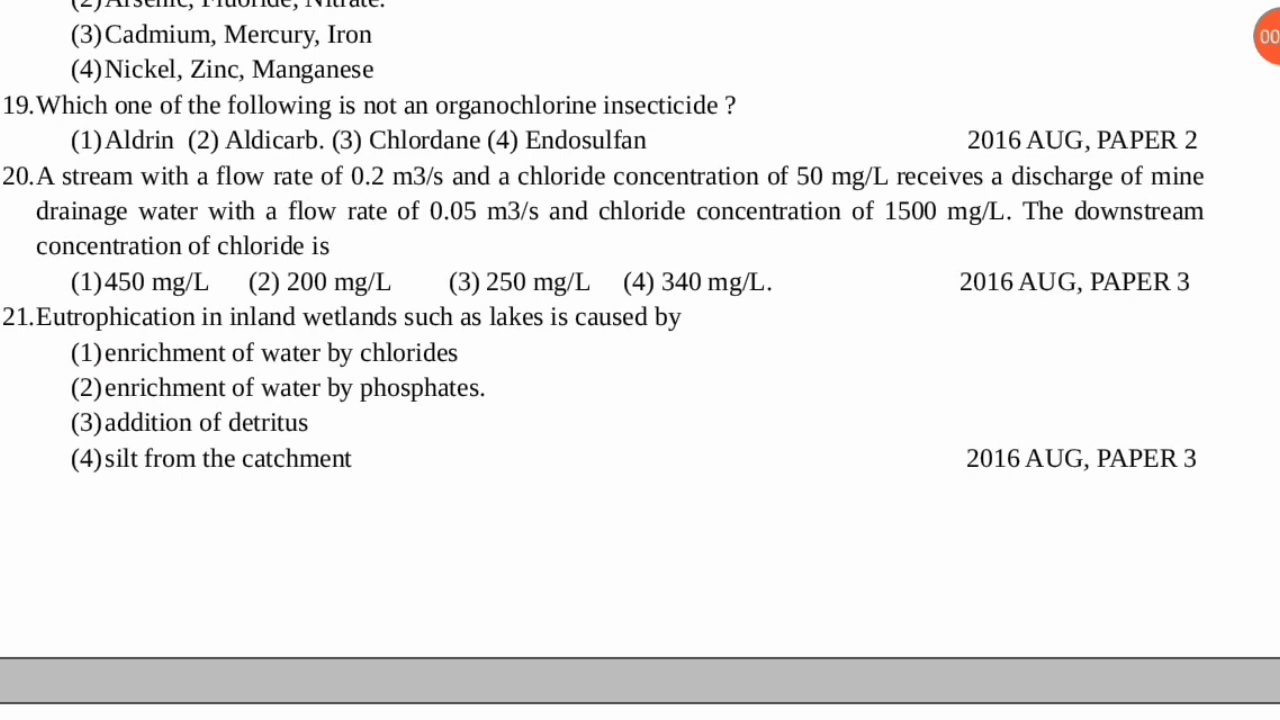 (2)Arsenic, Fluoride, Nitrate.
(3)Cadmium, Mercury, Iron
(4)Nickel, Zinc, Manganese
19.Which one of the following is not an organochlorine insecticide ?
(1)Aldrin (2) Aldicarb. (3) Chlordane (4) Endosulfan 2016 AUG, PAPER 2
20.A stream with a flow rate of 0.2 m3/s and a chloride concentration of 50 mg/L receives a discharge of mine
drainage water with a flow rate of 0.05 m3/s and chloride concentration of 1500 mg/L. The downstream
concentration of chloride is
(1)450 mg/L (2) 200 mg/L (3) 250 mg/L (4) 340 mg/L. 2016 AUG, PAPER 3
21.Eutrophication in inland wetlands such as lakes is caused by
(1)enrichment of water by chlorides
(2)enrichment of water by phosphates.
(3)addition of detritus
(4)silt from the catchment 2016 AUG, PAPER 3
00